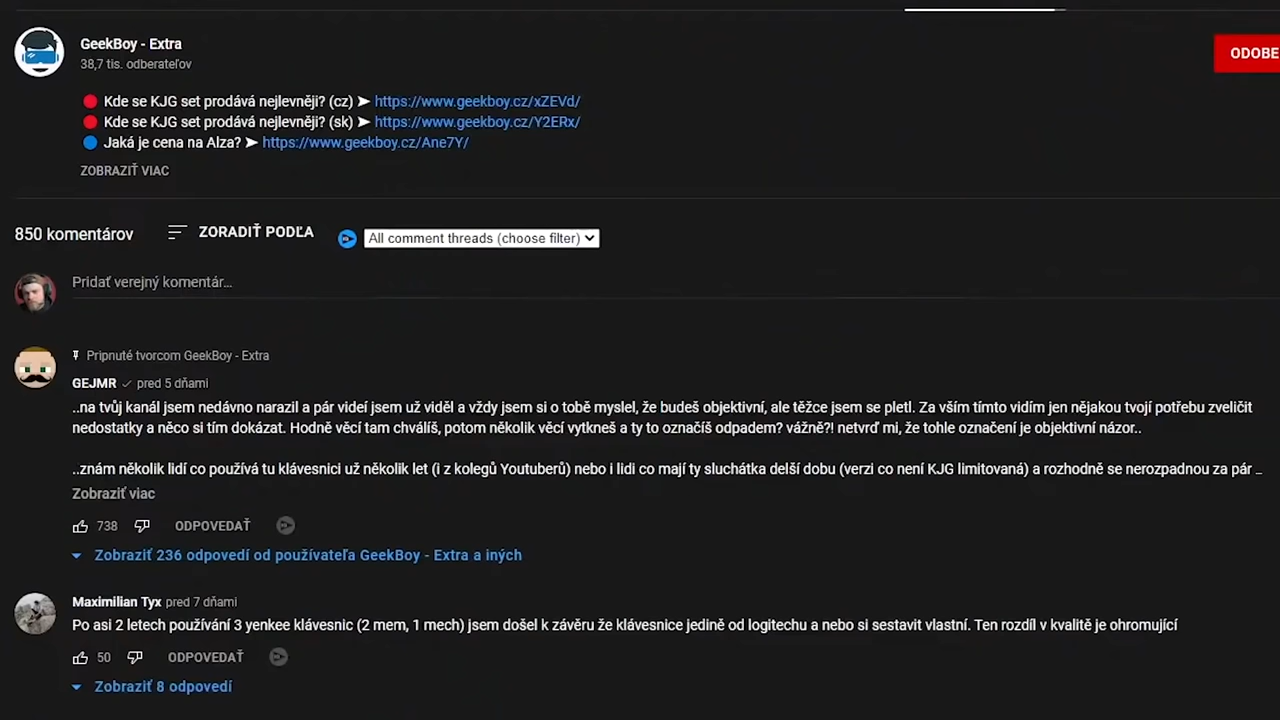 GeekBoy - Extra
38,7 tis. odberateľov
ODOBE
Kde se KJG set prodává nejlevněji? (cz) ➤ https://www.geekboy.cz/xZEVd/
Kde se KJG set prodává nejlevněji? (sk) ➤ https://www.geekboy.cz/Y2ERx/
Jaká je cena na Alza? ➤ https://www.geekboy.cz/Ane7Y/
ZOBRAZIŤ VIAC
850 komentárov ZORADIŤ PODĽA All comment threads (choose filter)
Pridať verejný komentár...
Pripnuté tvorcom GeekBoy - Extra
GEJMR pred 5 dňami
..na tvůj kanál jsem nedávno narazil a pár videí jsem už viděl a vždy jsem si o tobě myslel, že budeš objektivní, ale těžce jsem se pletl. Za vším tímto vidím jen nějakou tvojí potřebu zveličit
nedostatky a něco si tím dokázat. Hodně věcí tam chválíš, potom několik věcí vytkneš a ty to označíš odpadem? vážně?! netvrď mi, že tohle označení je objektivní názor..
..znám několik lidí co používá tu klávesnici už několik let (i z kolegů Youtuberů) nebo i lidi co mají ty sluchátka delší dobu (verzi co není KJG limitovaná) a rozhodně se nerozpadnou za pár ..
Zobraziť viac
738 ODPOVEDAŤ
Zobraziť 236 odpovedí od používateľa GeekBoy - Extra a iných
Maximilian Tyx pred 7 dňami
Po asi 2 letech používání 3 yenkee klávesnic (2 mem, 1 mech) jsem došel k závěru že klávesnice jedině od logitechu a nebo si sestavit vlastní. Ten rozdíl v kvalitě je ohromující
50 ODPOVEDAŤ
Zobraziť 8 odpovedí